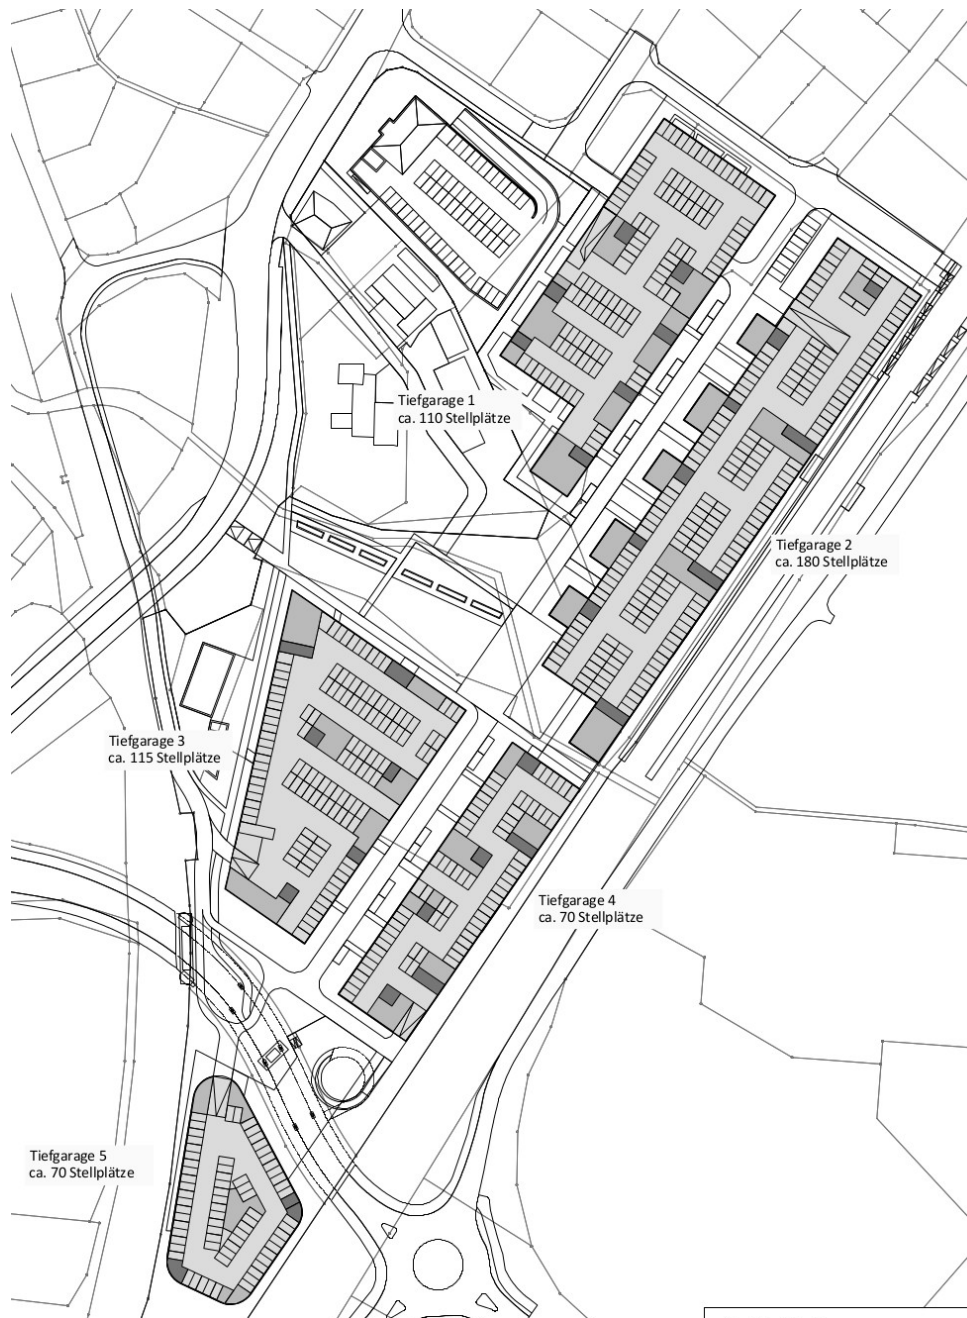 Tiefgarage 1
ca. 110 Stellplätze
Tiefgarage 2
ca. 180 Stellplätze
Tiefgarage 3
ca. 115 Stellplätze
Tiefgarage 4
ca. 70 Stellplätze
Tiefgarage 5
ca. 70 Stellplätze